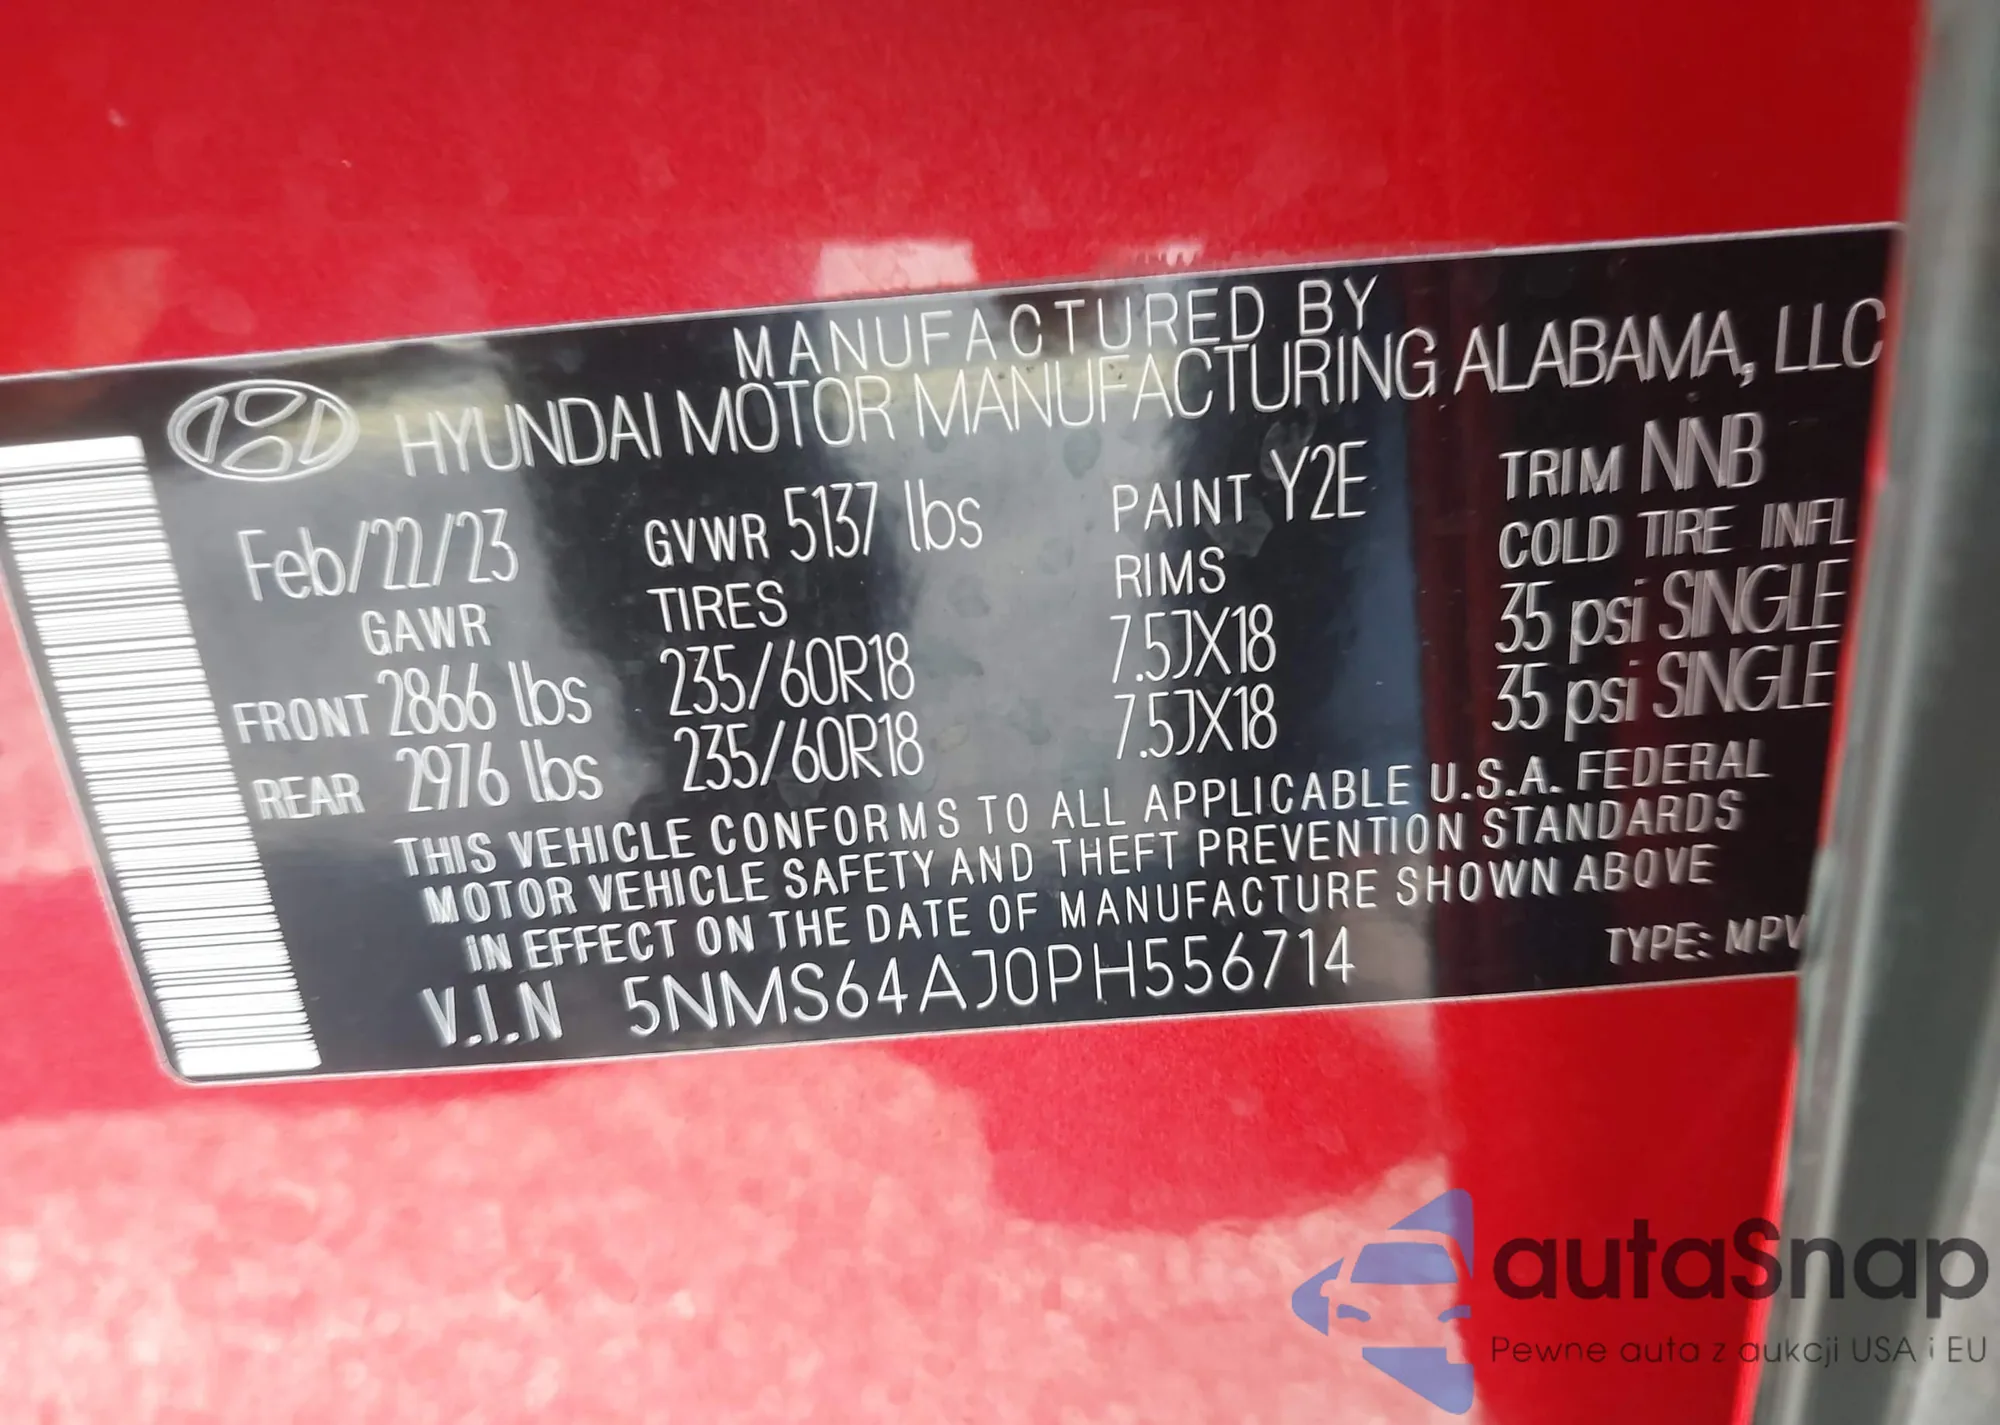 MANUFACTURED BY
HYUNDAI MOTOR MANUFACTURING ALABAMA, LLC
Feb/22/23 GVWR 5137 lbs PAINT Y2E TRIM NNB
GAWR TIRES RIMS COLD TIRE INFL
FRONT 2866 lbs 235/60R18 7.5JX18 35 psi SINGLE
REAR 2976 lbs 235/60R18 7.5JX18 35 psi SINGLE
THIS VEHICLE CONFORMS TO ALL APPLICABLE U.S.A. FEDERAL
MOTOR VEHICLE SAFETY AND THEFT PREVENTION STANDARDS
IN EFFECT ON THE DATE OF MANUFACTURE SHOWN ABOVE
V.I.N 5NMS64AJ0PH556714 TYPE: MPV
autaSnap
Pewne auta z aukcji USA i EU